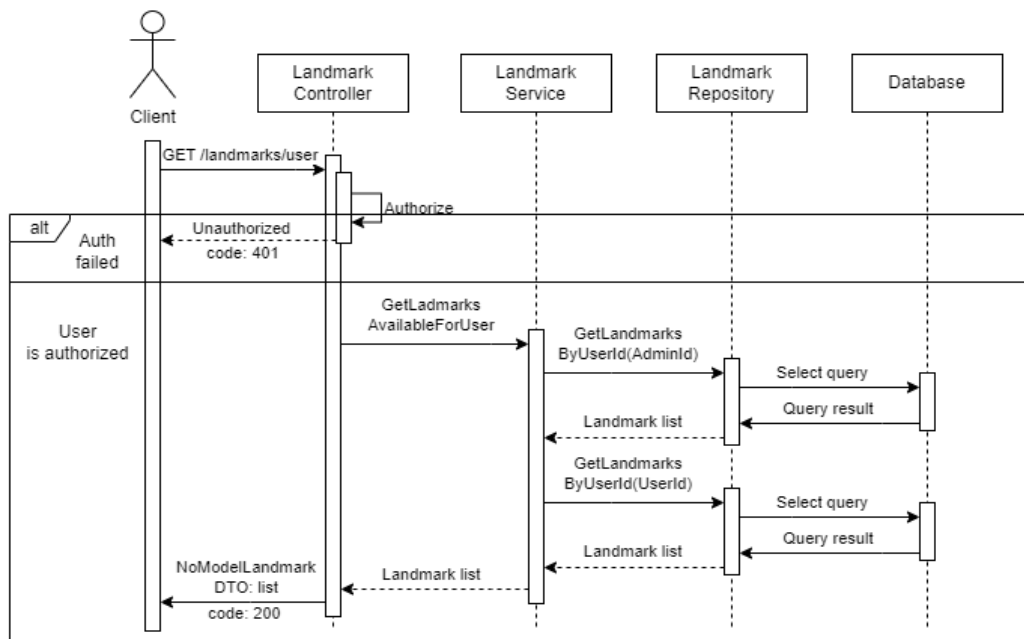 Landmark
Controller
Landmark
Service
Landmark
Repository
Database
Client
GET /landmarks/user
Authorize
alt
Auth
failed
Unauthorized
code: 401
User
is authorized
GetLadmarks
AvailableForUser
GetLandmarks
ByUserId(AdminId)
Select query
Query result
Landmark list
GetLandmarks
ByUserId(UserId)
Select query
Query result
Landmark list
Landmark list
NoModelLandmark
DTO: list
code: 200